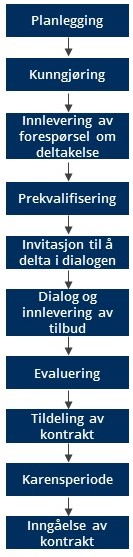 Planlegging
Kunngjøring
Innlevering av
forespørsel om
deltakelse
Prekvalifisering
Invitasjon til å
delta i dialogen
Dialog og
innlevering av
tilbud
Evaluering
Tildeling av
kontrakt
Karensperiode
Inngåelse av
kontrakt